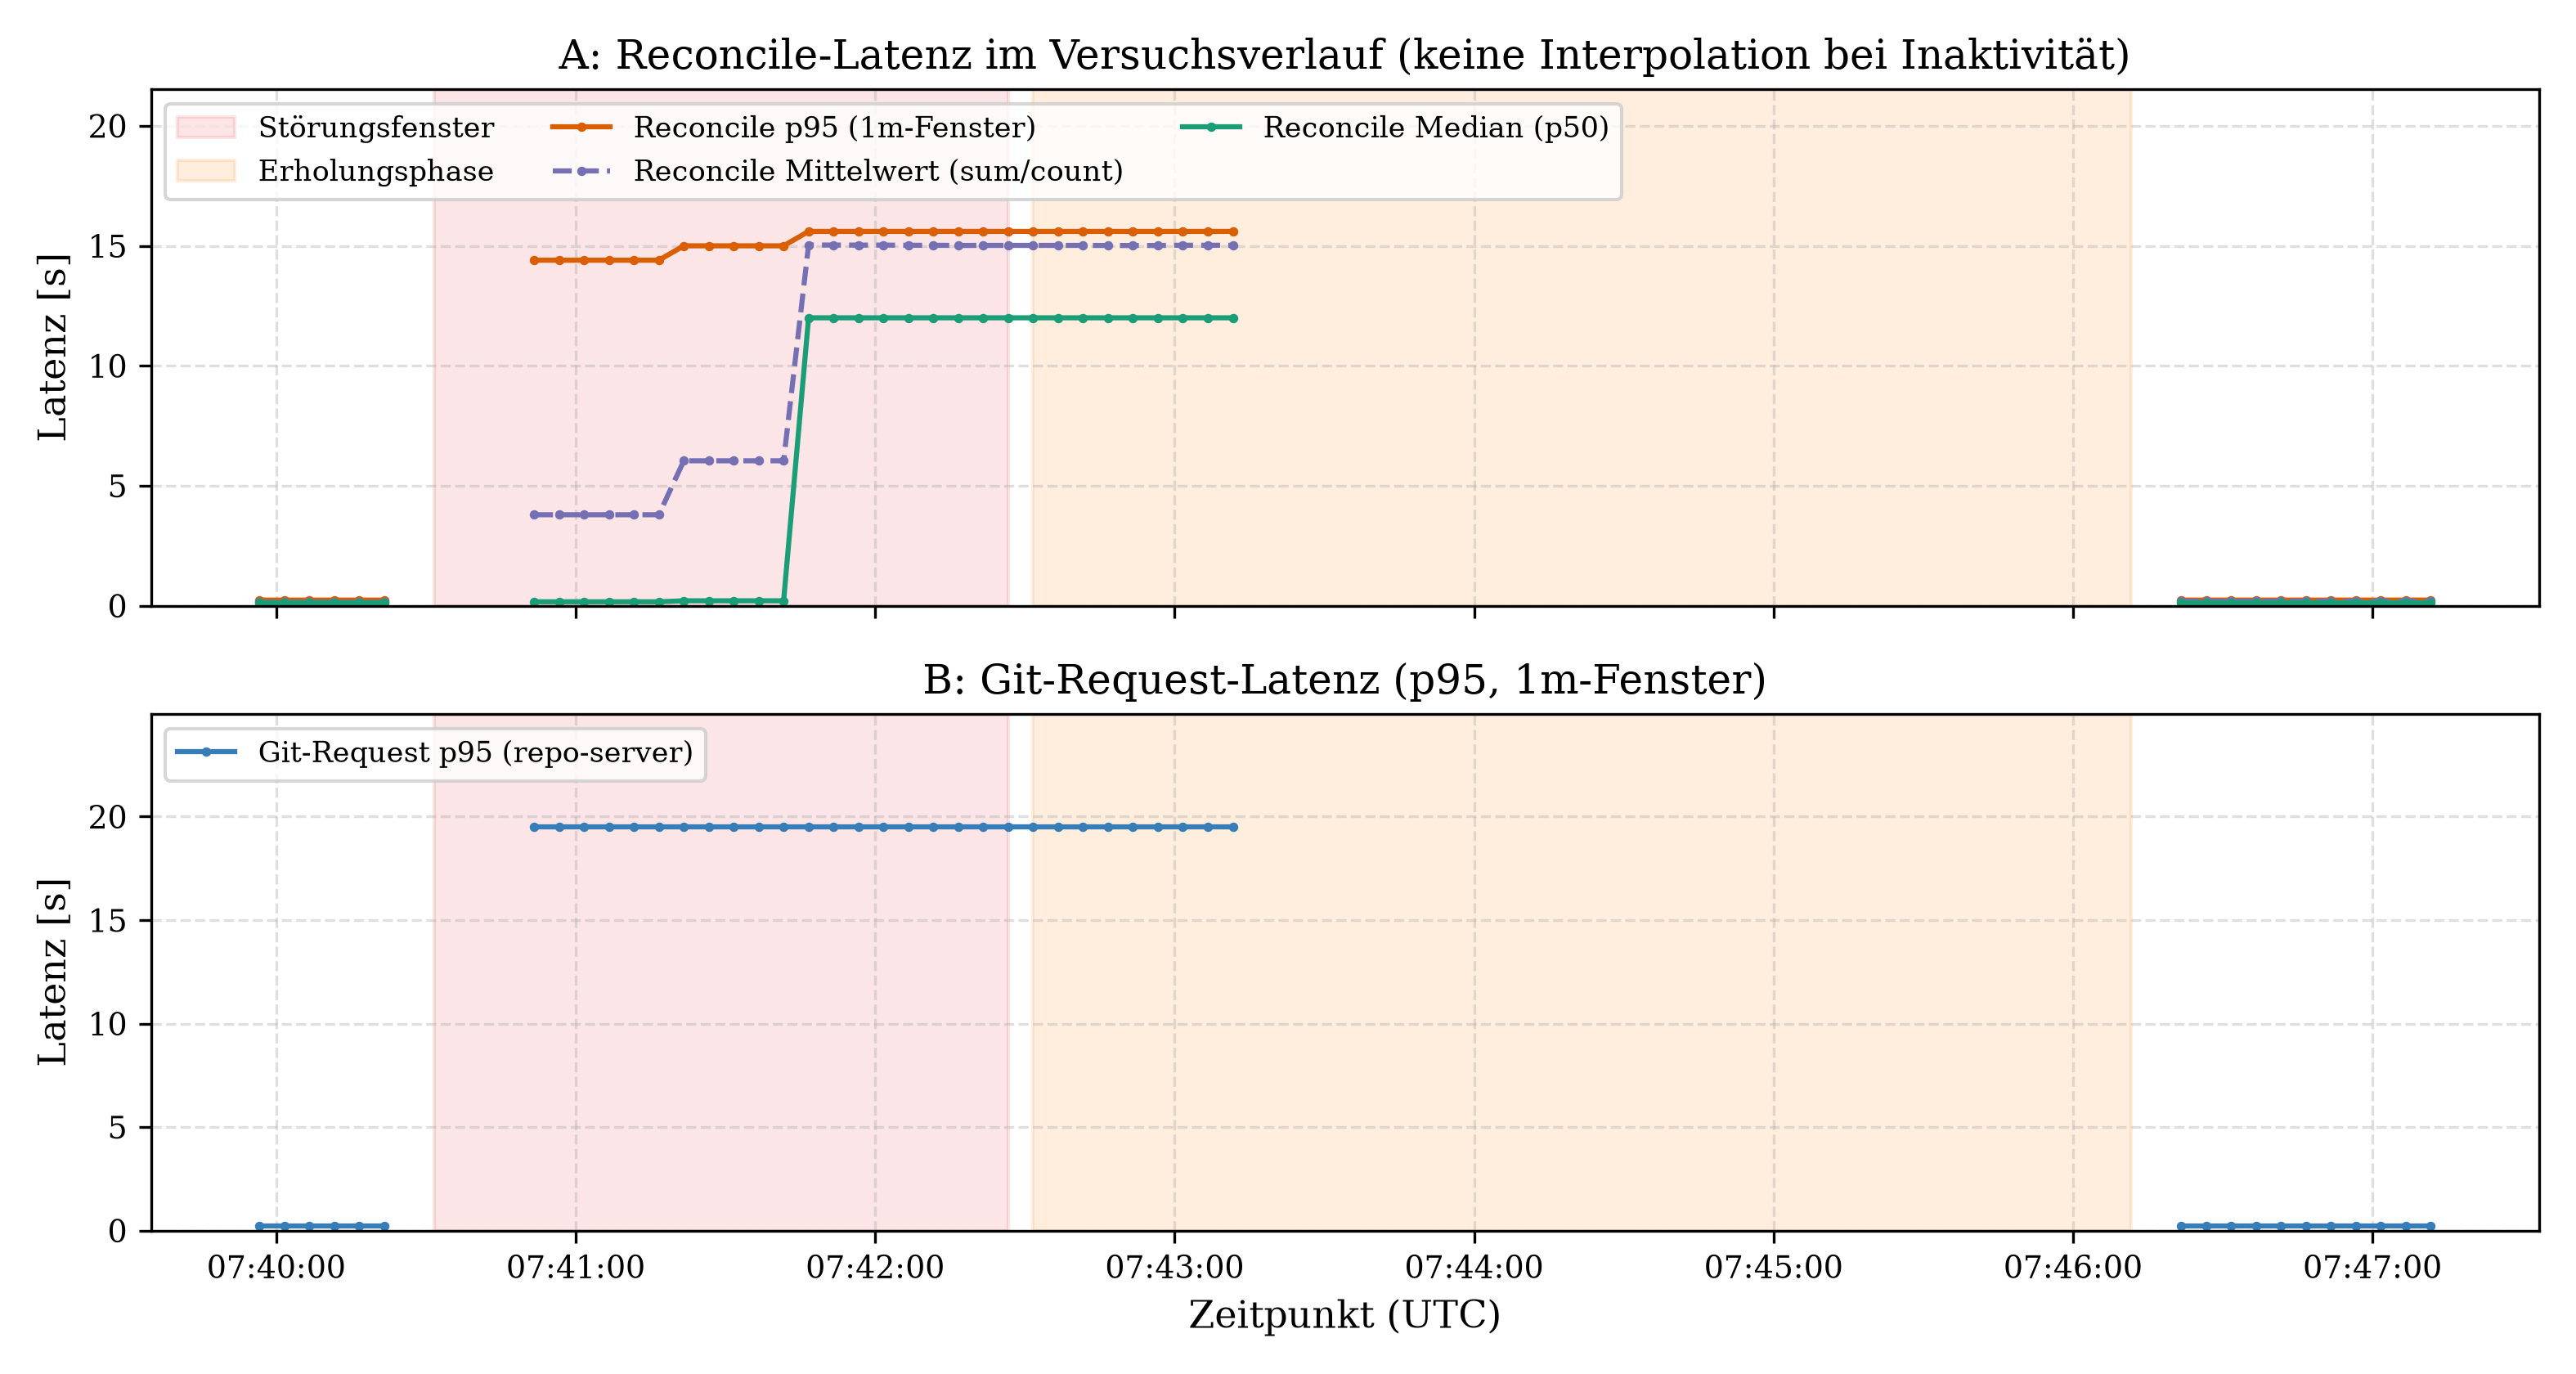 A: Reconcile-Latenz im Versuchsverlauf (keine Interpolation bei Inaktivität)
Störungsfenster
Erholungsphase
Reconcile p95 (1m-Fenster)
Reconcile Mittelwert (sum/count)
Reconcile Median (p50)
Latenz [s]
20
15
10
5
0
B: Git-Request-Latenz (p95, 1m-Fenster)
Git-Request p95 (repo-server)
Latenz [s]
20
15
10
5
0
07:40:00 07:41:00 07:42:00 07:43:00 07:44:00 07:45:00 07:46:00 07:47:00
Zeitpunkt (UTC)